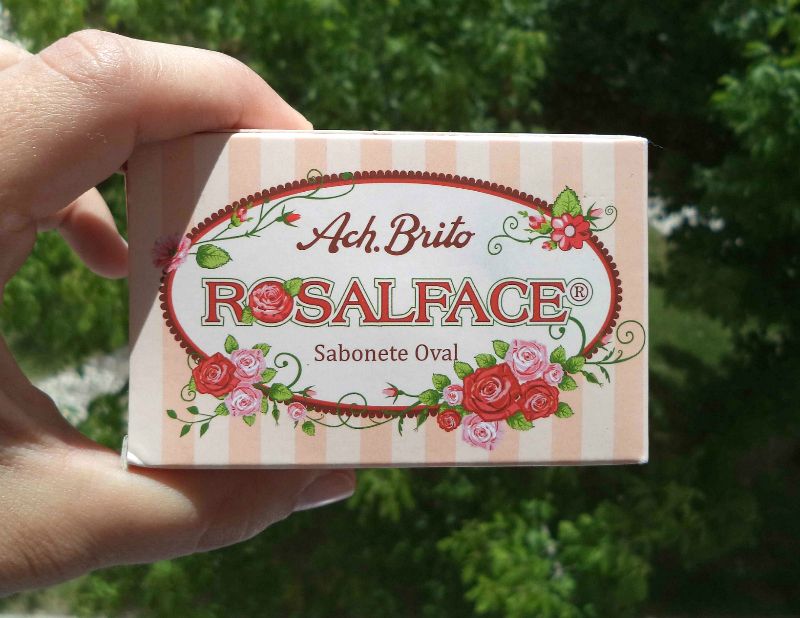 Ach. Brito
ROSALFACE®
Sabonete Oval